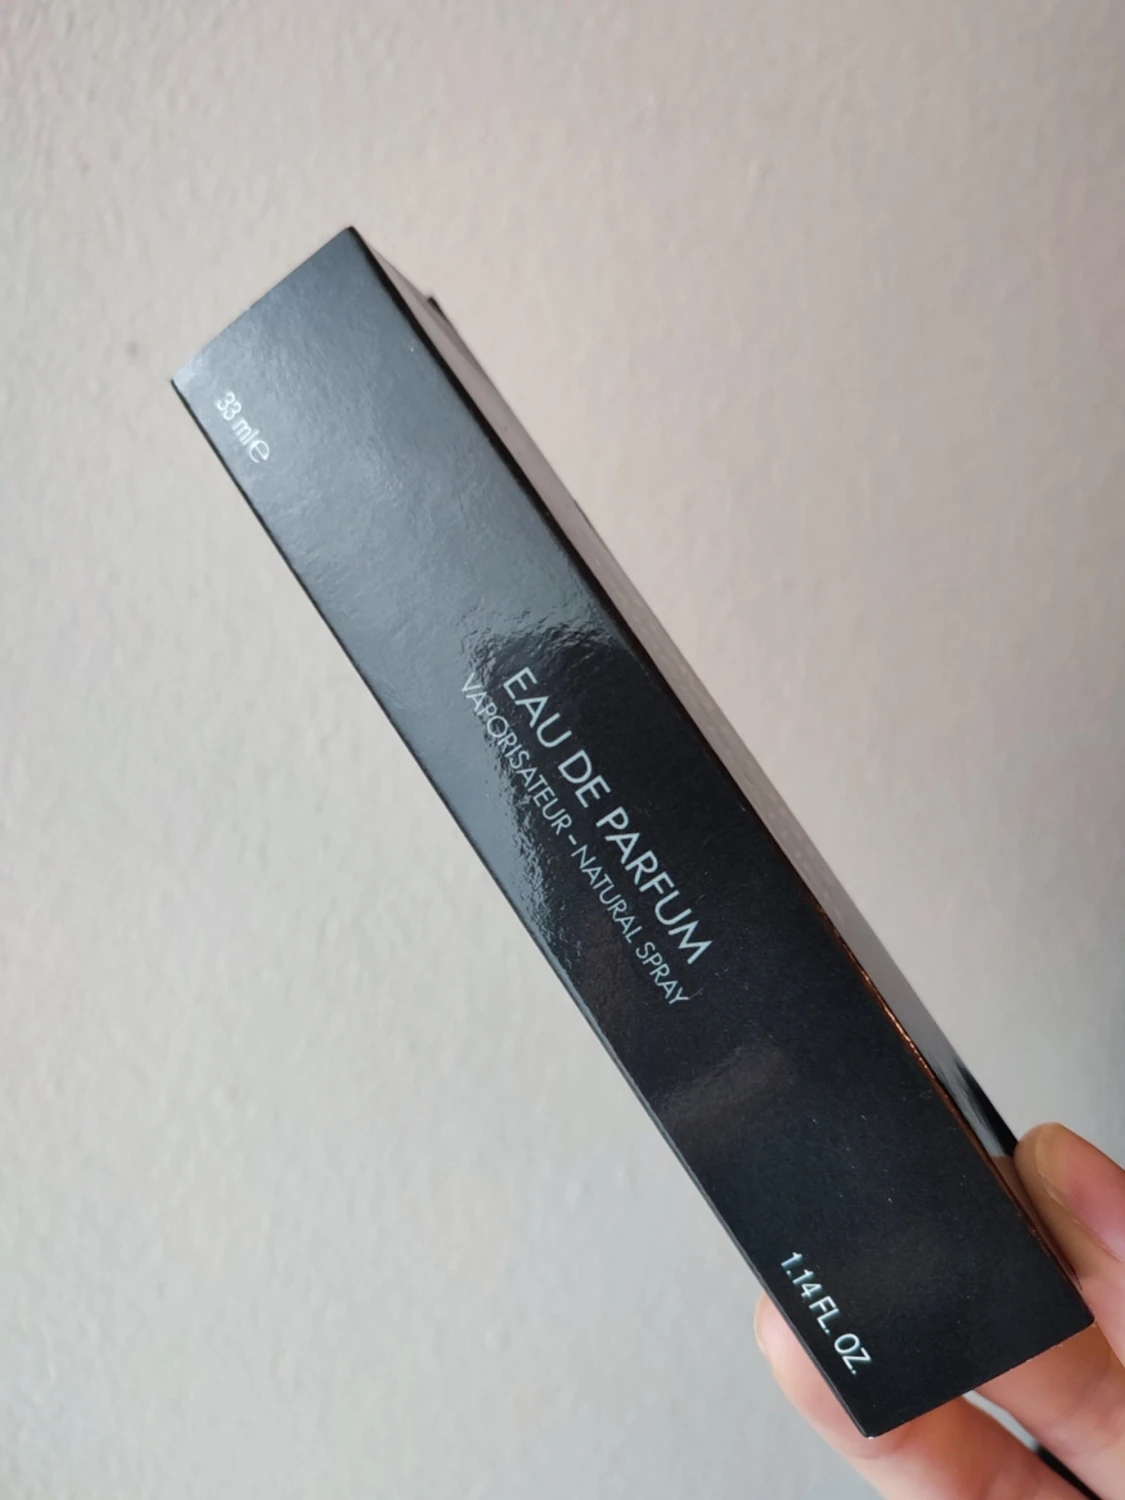 33 ml ℮
EAU DE PARFUM
VAPORISATEUR - NATURAL SPRAY
1.14 FL. OZ.